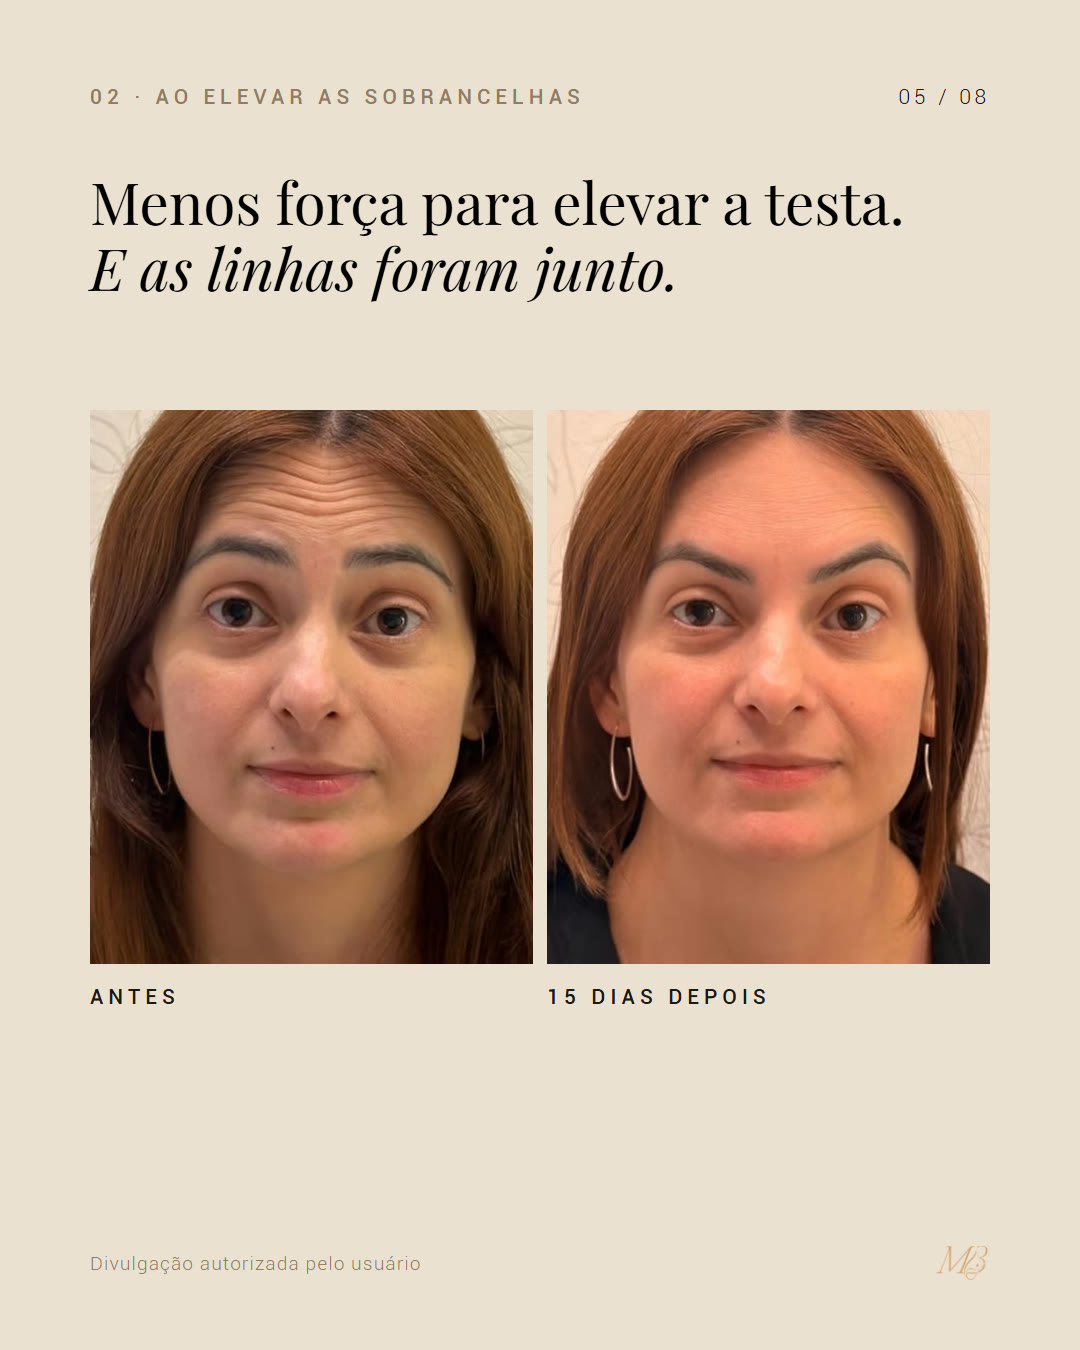 02 · AO ELEVAR AS SOBRANCELHAS
05 / 08
Menos força para elevar a testa.
E as linhas foram junto.
ANTES
15 DIAS DEPOIS
Divulgação autorizada pelo usuário
MB